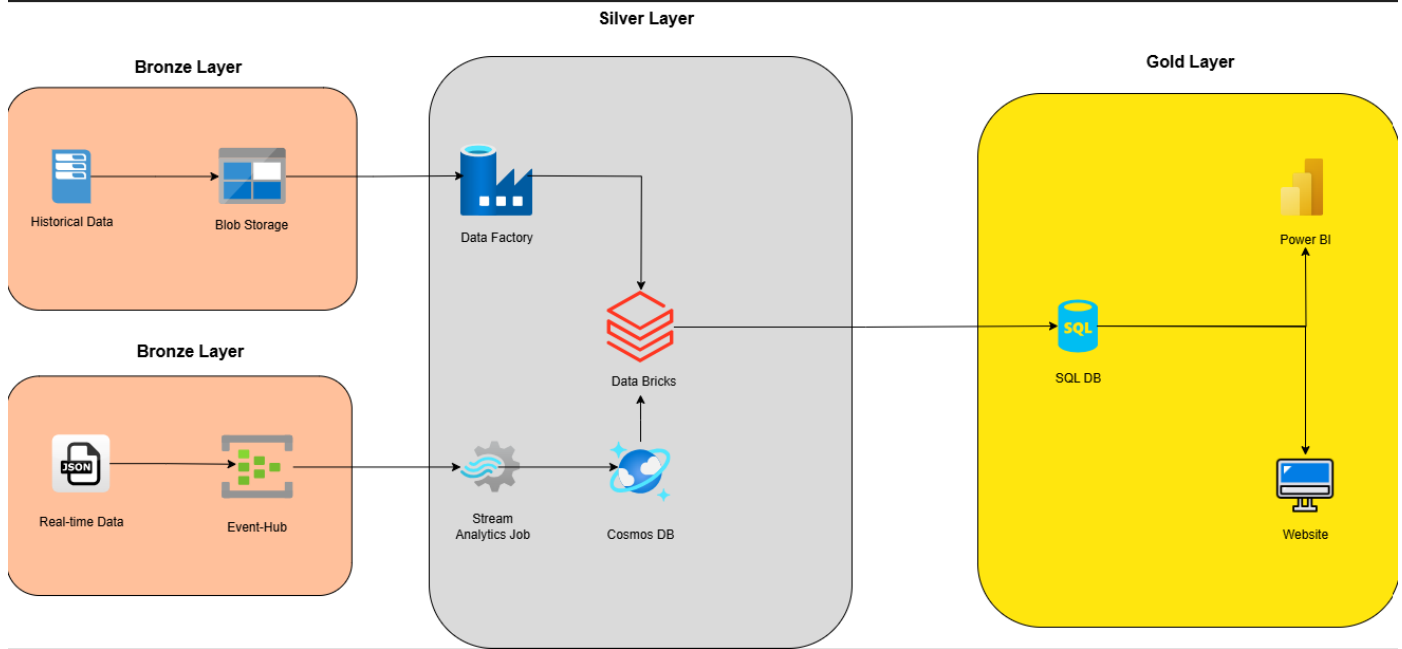 Silver Layer
Bronze Layer
Gold Layer
Historical Data
Blob Storage
Data Factory
Power BI
SQL
SQL DB
Data Bricks
Bronze Layer
JSON
Real-time Data
Event-Hub
Stream
Analytics Job
Cosmos DB
Website